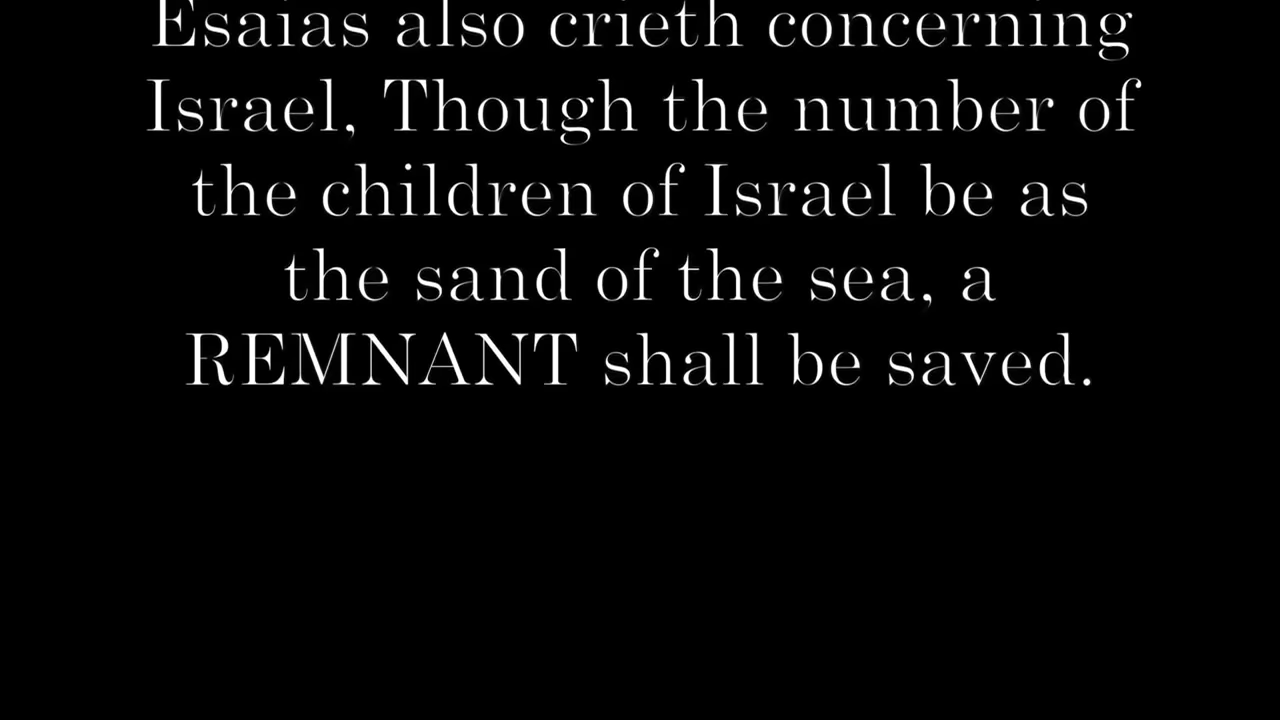 Esaias also crieth concerning
Israel, Though the number of
the children of Israel be as
the sand of the sea, a
REMNANT shall be saved.